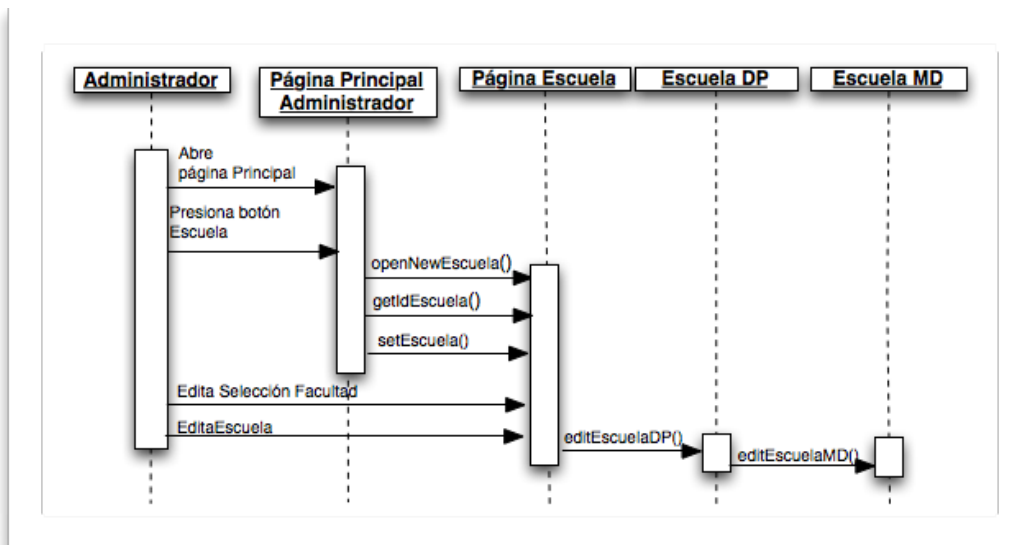 Administrador
Página Principal
Administrador
Página Escuela
Escuela DP
Escuela MD
Abre
página Principal
Presiona botón
Escuela
openNewEscuela()
getIdEscuela()
setEscuela()
Edita Selección Facultad
EditaEscuela
editEscuelaDP()
editEscuelaMD()